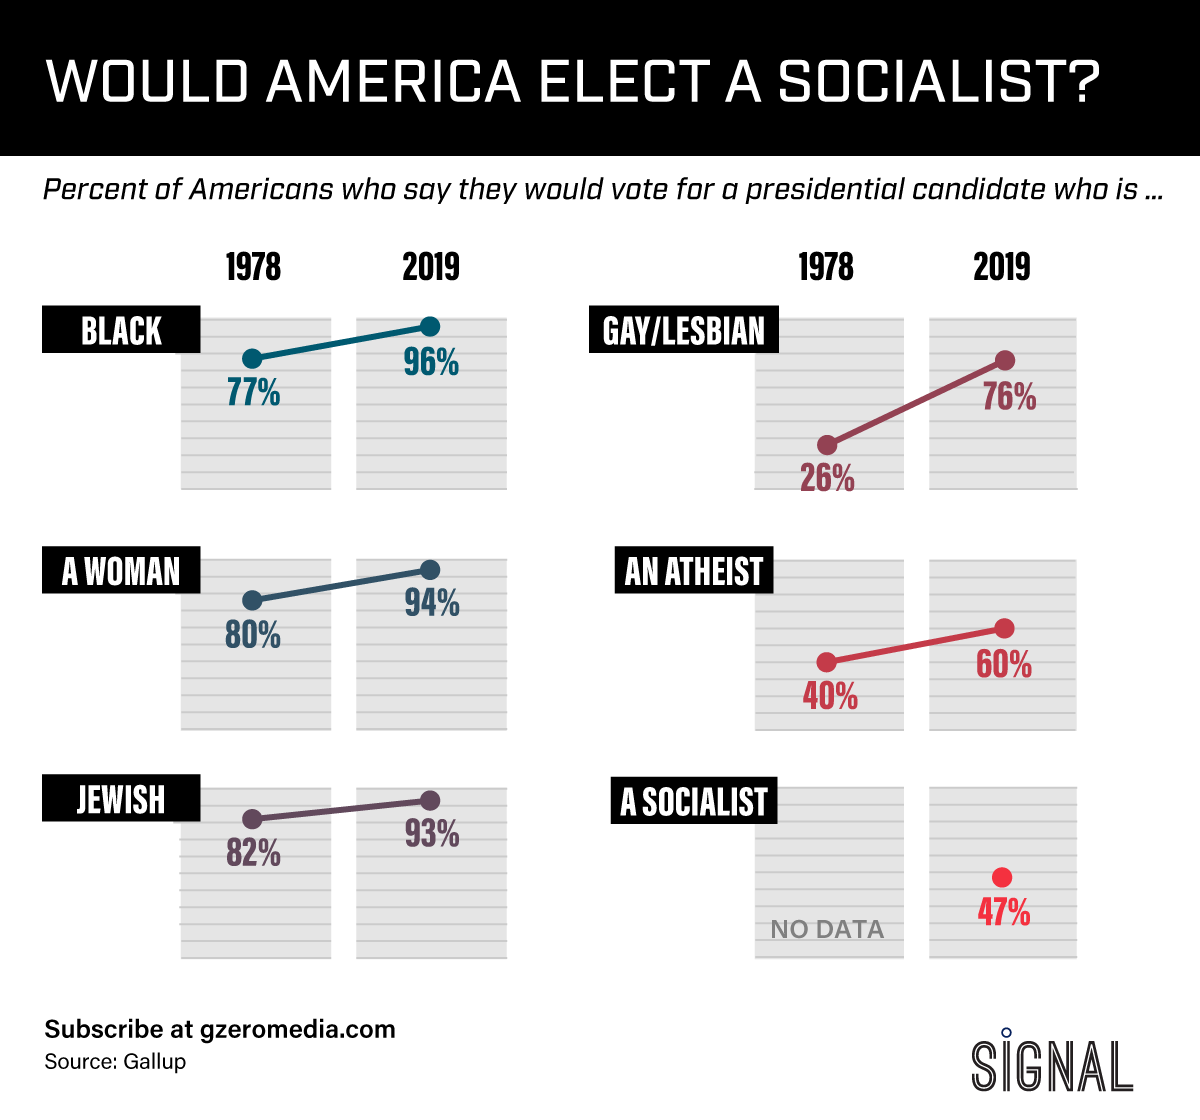 WOULD AMERICA ELECT A SOCIALIST?
Percent of Americans who say they would vote for a presidential candidate who is ...
1978 2019
BLACK
77%
96%
A WOMAN
80%
94%
JEWISH
82%
93%
1978 2019
GAY/LESBIAN
26%
76%
AN ATHEIST
40%
60%
A SOCIALIST
NO DATA
47%
Subscribe at gzeromedia.com
Source: Gallup
SIGNAL